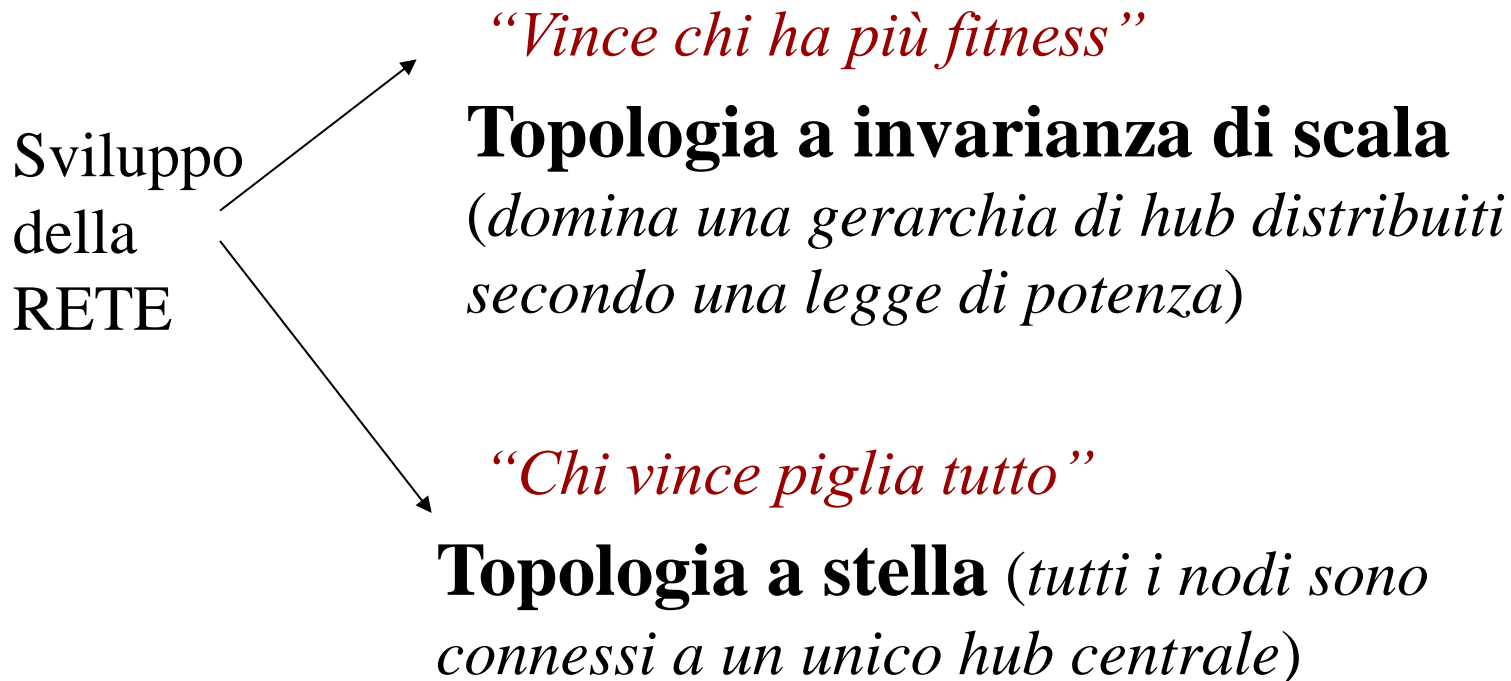 “Vince chi ha più fitness”
Topologia a invarianza di scala
(domina una gerarchia di hub distribuiti
secondo una legge di potenza)
Sviluppo
della
RETE
“Chi vince piglia tutto”
Topologia a stella (tutti i nodi sono
connessi a un unico hub centrale)